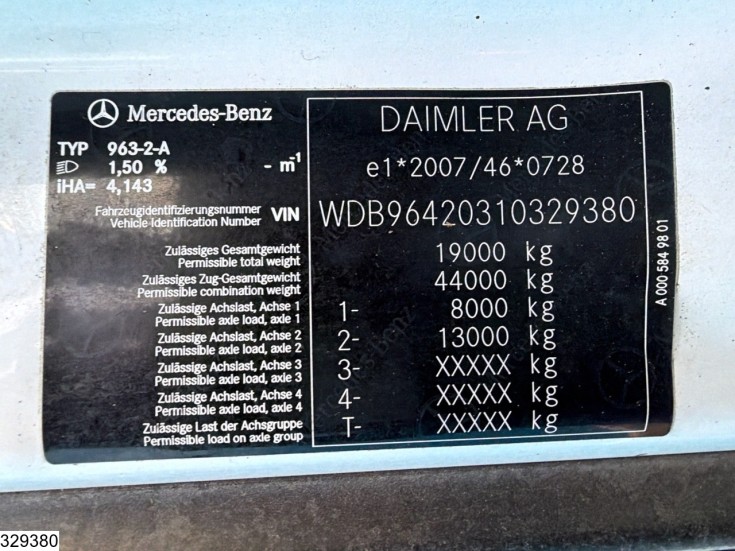 Mercedes-Benz
TYP 963-2-A
1,50 % - m-1
iHA= 4,143
DAIMLER AG
e1*2007/46*0728
Fahrzeugidentifizierungsnummer
Vehicle Identification Number VIN WDB96420310329380
Zulässiges Gesamtgewicht
Permissible total weight 19000 kg
Zulässiges Zug-Gesamtgewicht
Permissible combination weight 44000 kg
Zulässige Achslast, Achse 1
Permissible axle load, axle 1 1- 8000 kg
Zulässige Achslast, Achse 2
Permissible axle load, axle 2 2- 13000 kg
Zulässige Achslast, Achse 3
Permissible axle load, axle 3 3- XXXXX kg
Zulässige Achslast, Achse 4
Permissible axle load, axle 4 4- XXXXX kg
Zulässige Last der Achsgruppe
Permissible load on axle group T- XXXXX kg
A 000 584 98 01
329380